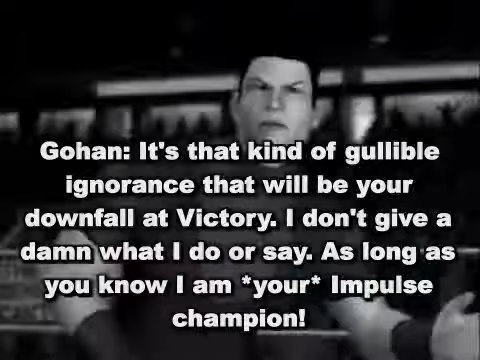 Gohan: It's that kind of gullible
ignorance that will be your
downfall at Victory. I don't give a
damn what I do or say. As long as
you know I am *your* Impulse
champion!